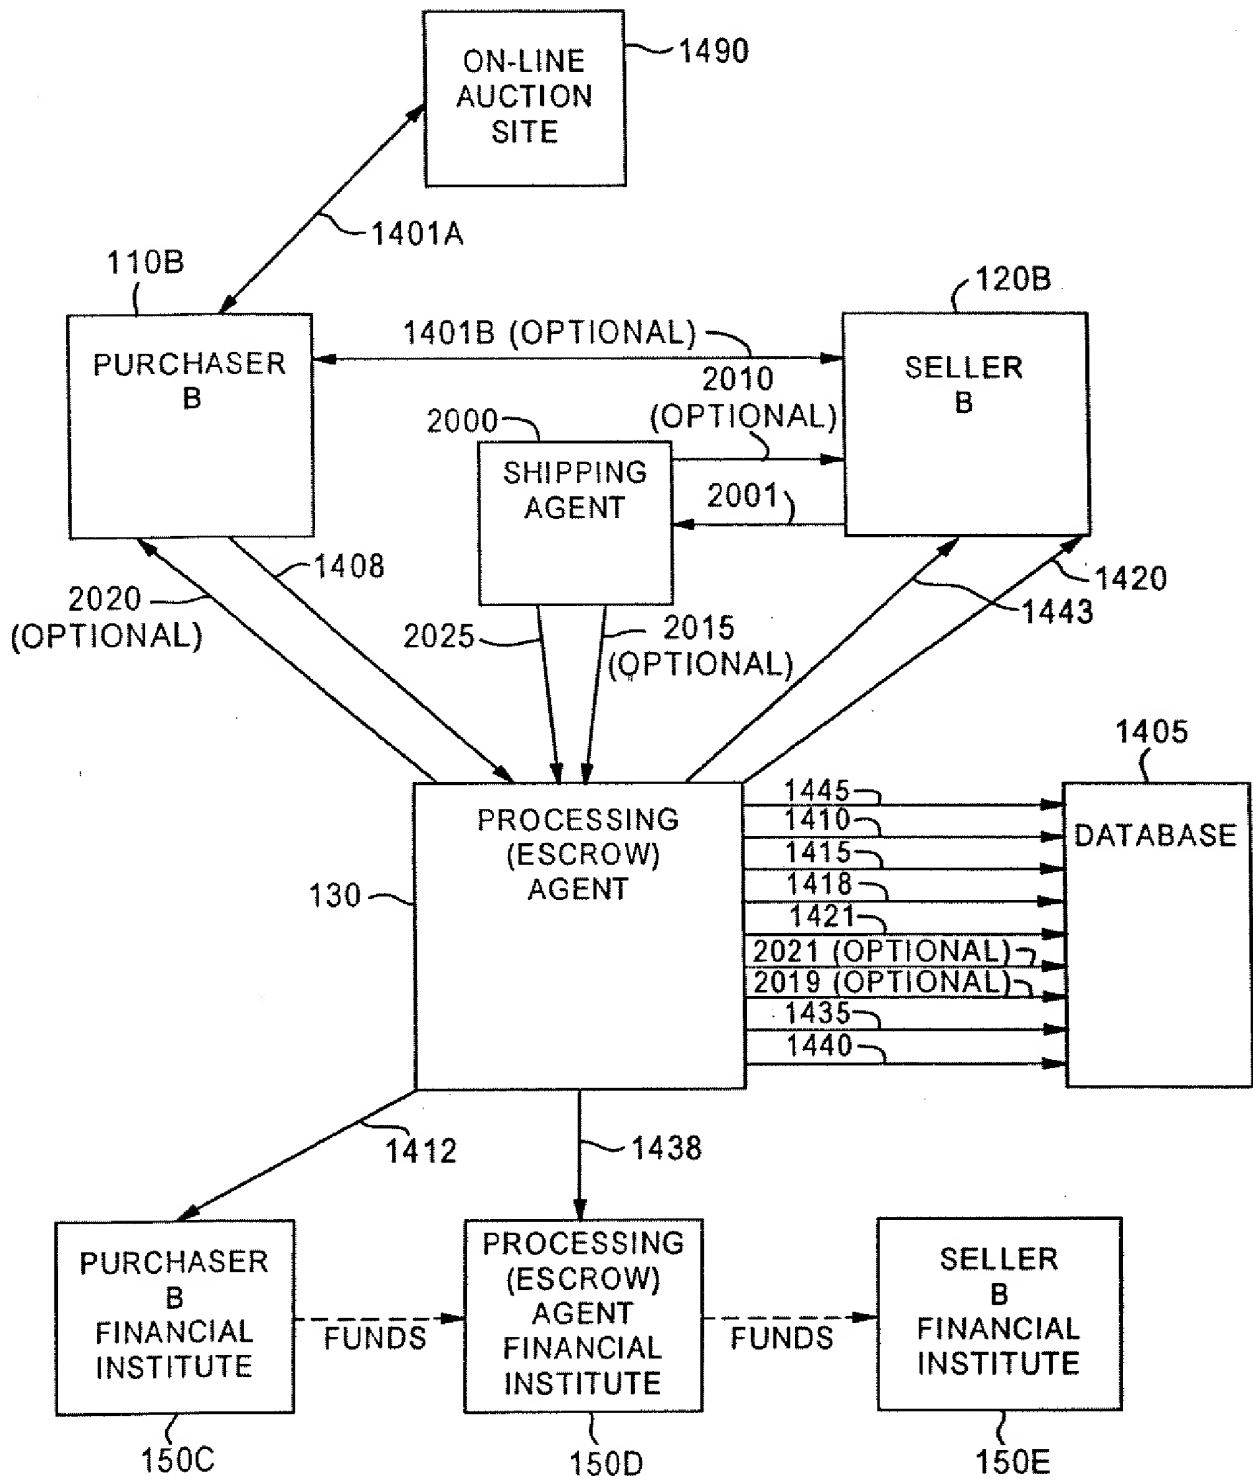 ON-LINE
AUCTION
SITE
1490
1401A
110B
120B
PURCHASER
B
1401B (OPTIONAL)
SELLER
B
2010
(OPTIONAL)
2000
SHIPPING
AGENT
2001
1408
2020
(OPTIONAL)
2025
2015
(OPTIONAL)
1420
1443
1405
PROCESSING
(ESCROW)
AGENT
130
1445
1410
1415
1418
1421
2021 (OPTIONAL)
2019 (OPTIONAL)
1435
1440
DATABASE
1412
1438
PURCHASER
B
FINANCIAL
INSTITUTE
FUNDS
PROCESSING
(ESCROW)
AGENT
FINANCIAL
INSTITUTE
FUNDS
SELLER
B
FINANCIAL
INSTITUTE
150C
150D
150E